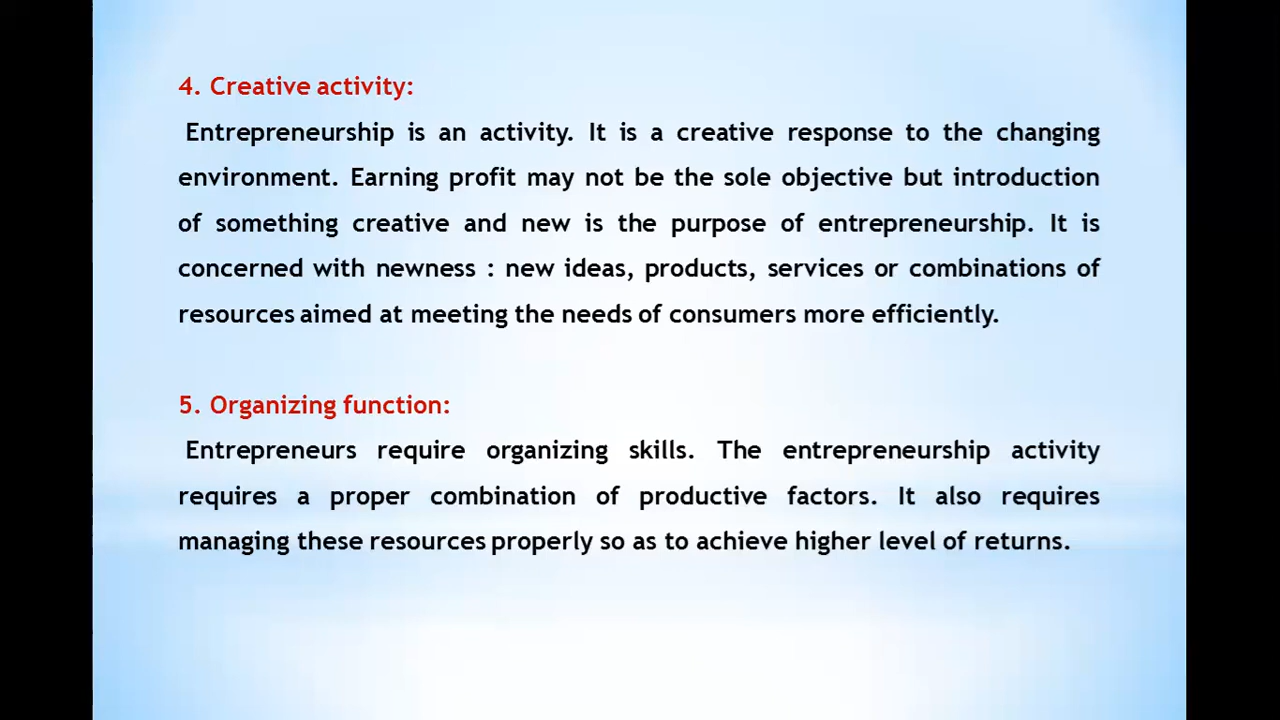 4. Creative activity:
Entrepreneurship is an activity. It is a creative response to the changing
environment. Earning profit may not be the sole objective but introduction
of something creative and new is the purpose of entrepreneurship. It is
concerned with newness : new ideas, products, services or combinations of
resources aimed at meeting the needs of consumers more efficiently.
5. Organizing function:
Entrepreneurs require organizing skills. The entrepreneurship activity
requires a proper combination of productive factors. It also requires
managing these resources properly so as to achieve higher level of returns.